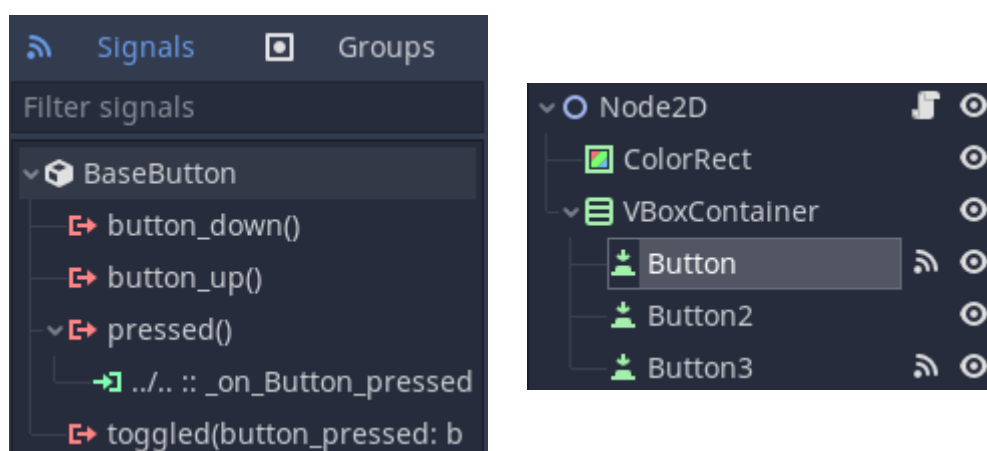 Signals Groups
Filter signals
BaseButton
button_down()
button_up()
pressed()
../.. :: _on_Button_pressed
toggled(button_pressed: b
Node2D
ColorRect
VBoxContainer
Button
Button2
Button3